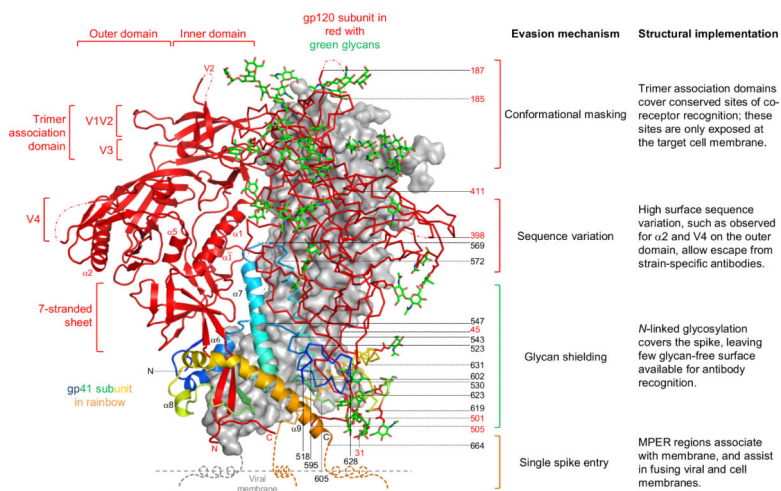 gp120 subunit in
red with
green glycans
Outer domain
Inner domain
Evasion mechanism
Structural implementation
V2
187
185
Trimer
association
domain
V1V2
V3
Conformational masking
Trimer association domains
cover conserved sites of co-
receptor recognition; these
sites are only exposed at
the target cell membrane.
V4
α2
α5
α1
α1̄
411
398
569
572
Sequence variation
High surface sequence
variation, such as observed
for α2 and V4 on the outer
domain, allow escape from
strain-specific antibodies.
7-stranded
sheet
α7
α6
547
45
543
523
631
602
530
623
619
501
505
664
Glycan shielding
N-linked glycosylation
covers the spike, leaving
few glycan-free surface
available for antibody
recognition.
N
gp41 subunit
in rainbow
α8
α9
N
C
C
518
595
605
628
31
Viral
membrane
Single spike entry
MPER regions associate
with membrane, and assist
in fusing viral and cell
membranes.